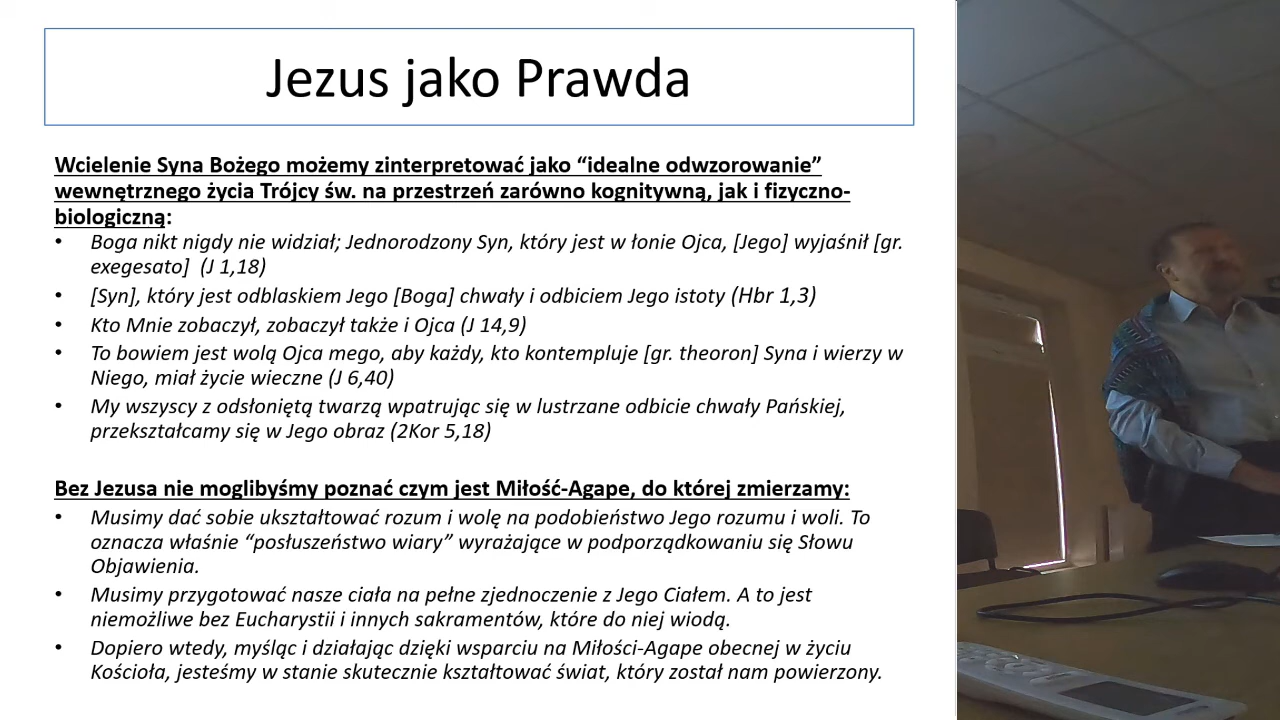 Jezus jako Prawda
Wcielenie Syna Bożego możemy zinterpretować jako “idealne odwzorowanie”
wewnętrznego życia Trójcy św. na przestrzeń zarówno kognitywną, jak i fizyczno-
biologiczną:
• Boga nikt nigdy nie widział; Jednorodzony Syn, który jest w łonie Ojca, [Jego] wyjaśnił [gr.
exegesato]  (J 1,18)
• [Syn], który jest odblaskiem Jego [Boga] chwały i odbiciem Jego istoty (Hbr 1,3)
• Kto Mnie zobaczył, zobaczył także i Ojca (J 14,9)
• To bowiem jest wolą Ojca mego, aby każdy, kto kontempluje [gr. theoron] Syna i wierzy w
Niego, miał życie wieczne (J 6,40)
• My wszyscy z odsłoniętą twarzą wpatrując się w lustrzane odbicie chwały Pańskiej,
przekształcamy się w Jego obraz (2Kor 5,18)
Bez Jezusa nie moglibyśmy poznać czym jest Miłość-Agape, do której zmierzamy:
• Musimy dać sobie ukształtować rozum i wolę na podobieństwo Jego rozumu i woli. To
oznacza właśnie “posłuszeństwo wiary” wyrażające w podporządkowaniu się Słowu
Objawienia.
• Musimy przygotować nasze ciała na pełne zjednoczenie z Jego Ciałem. A to jest
niemożliwe bez Eucharystii i innych sakramentów, które do niej wiodą.
• Dopiero wtedy, myśląc i działając dzięki wsparciu na Miłości-Agape obecnej w życiu
Kościoła, jesteśmy w stanie skutecznie kształtować świat, który został nam powierzony.